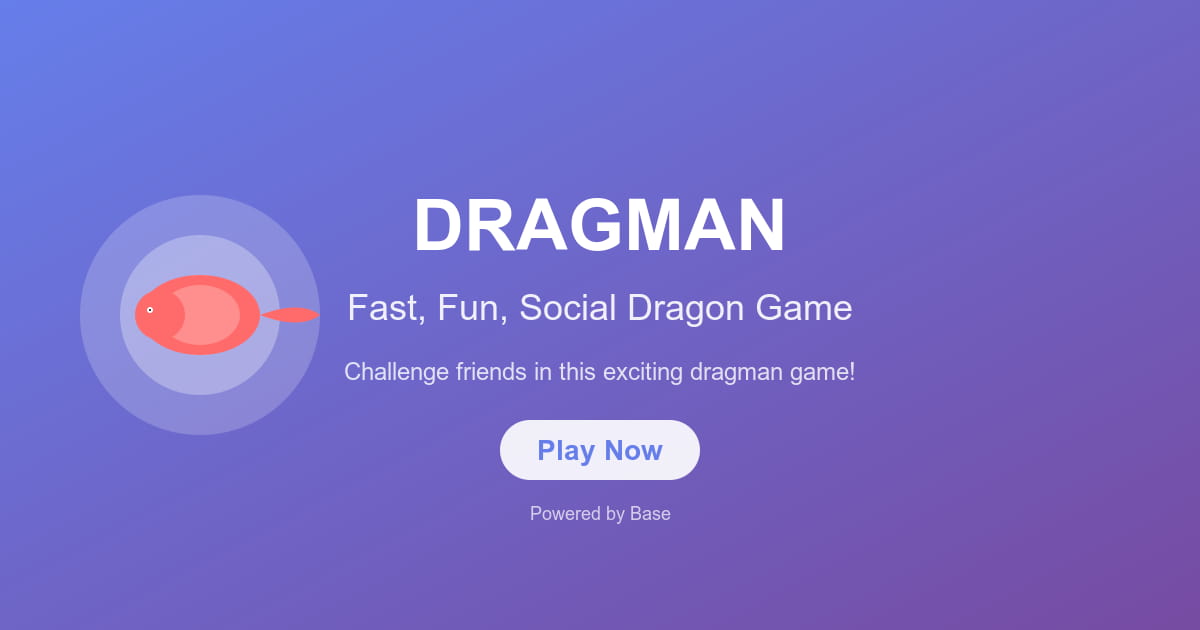 DRAGMAN
Fast, Fun, Social Dragon Game
Challenge friends in this exciting dragman game!
Play Now
Powered by Base